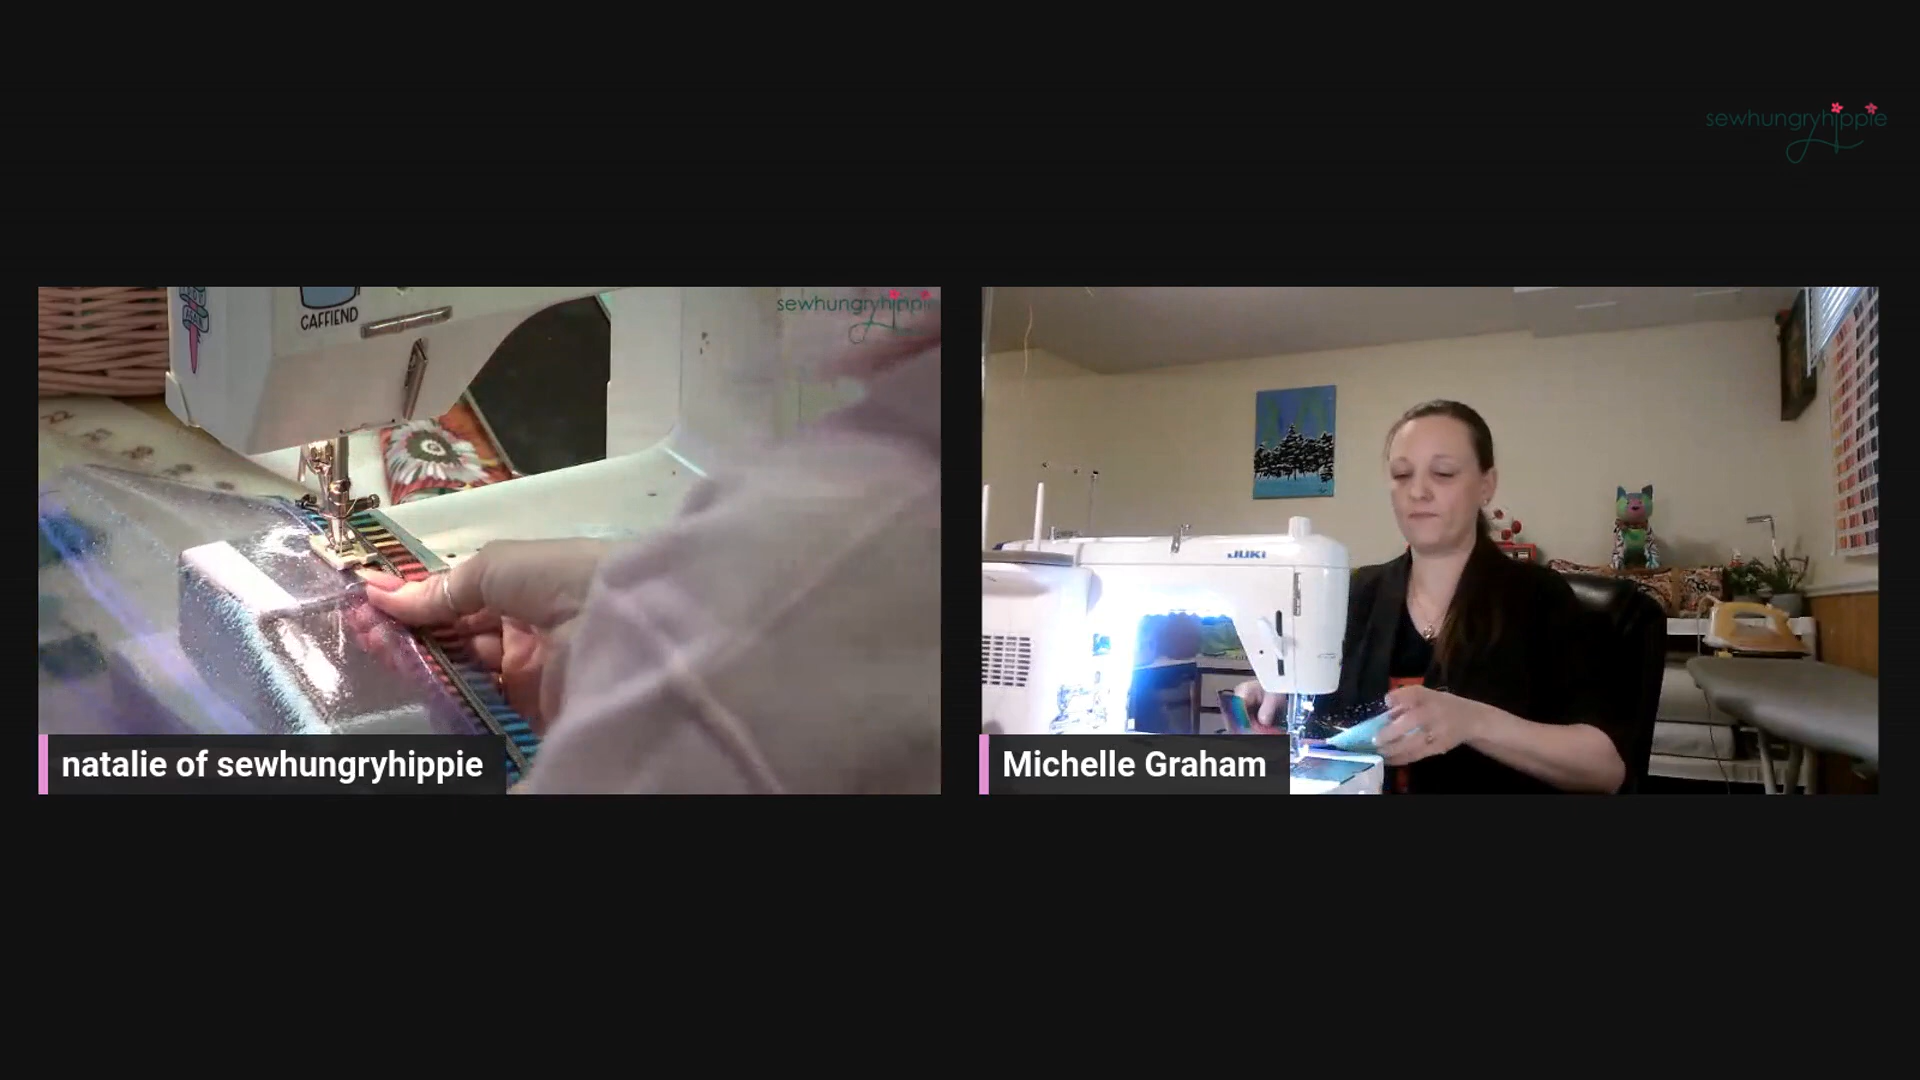 sewhungryhippie
CAFFIEND
sewhungryhippie
JUKI
natalie of sewhungryhippie
Michelle Graham